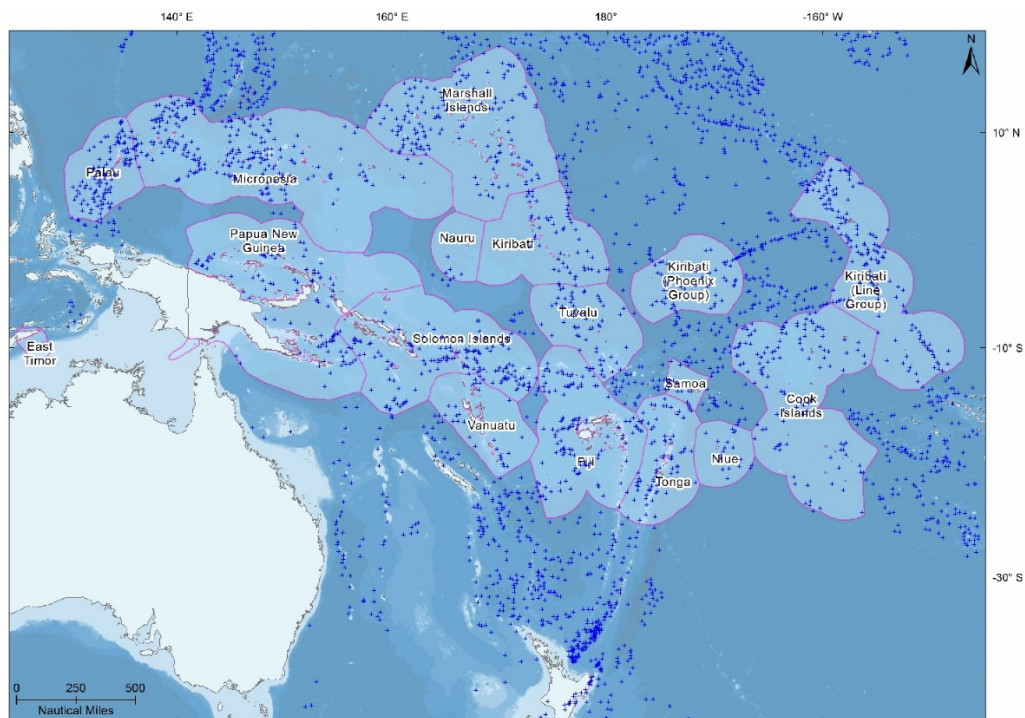 140° E
160° E
180°
-160° W
N
Marshall
Islands
10° N
Palau
Micronesia
Papua New
Guinea
Nauru
Kiribati
Kiribati
(Phoenix
Group)
Kiribati
(Line
Group)
Tuvalu
Solomon Islands
East
Timor
-10° S
Samoa
Cook
Islands
Vanuatu
Fiji
Tonga
Niue
-30° S
0 250 500
Nautical Miles